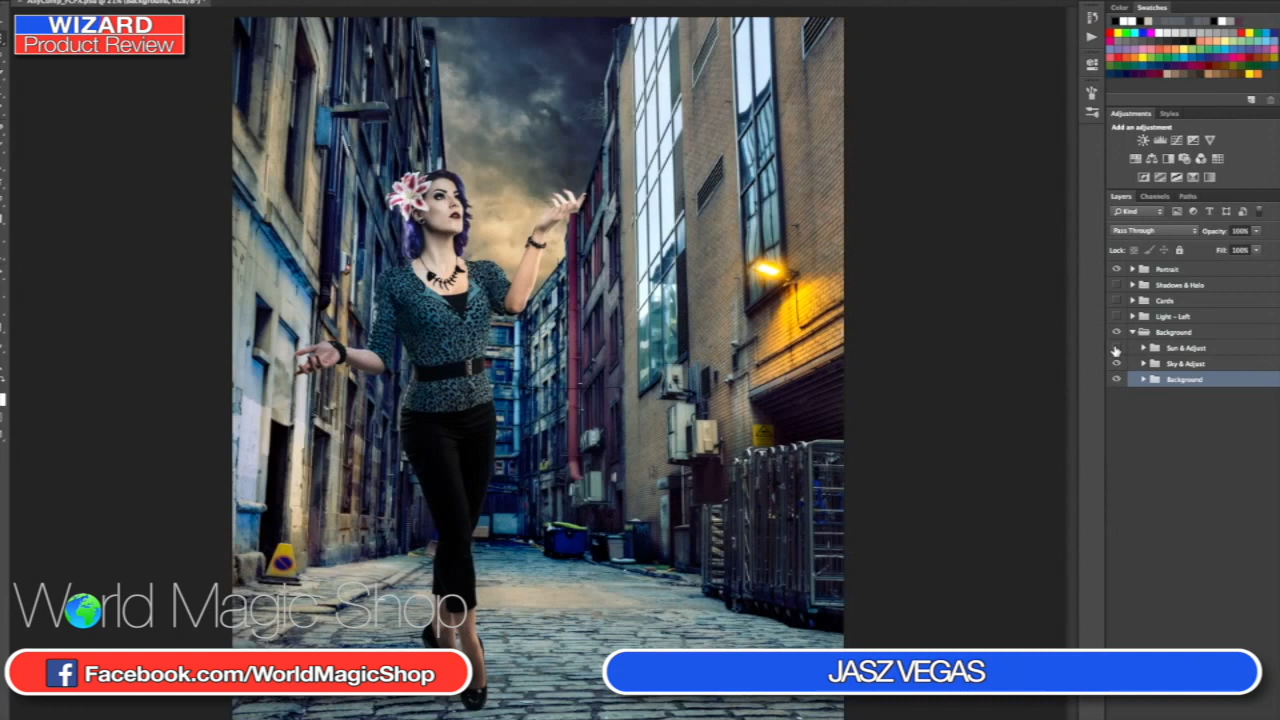 WIZARD
Product Review
Color
Swatches
Adjustments
Styles
Add an adjustment
Layers
Channels
Paths
Kind
Pass Through
Opacity: 100%
Lock:
Fill: 100%
Portrait
Shadows & Halo
Cards
Light - Left
Background
Sun & Adjust
Sky & Adjust
Background
World Magic Shop
Facebook.com/WorldMagicShop
JASZ VEGAS